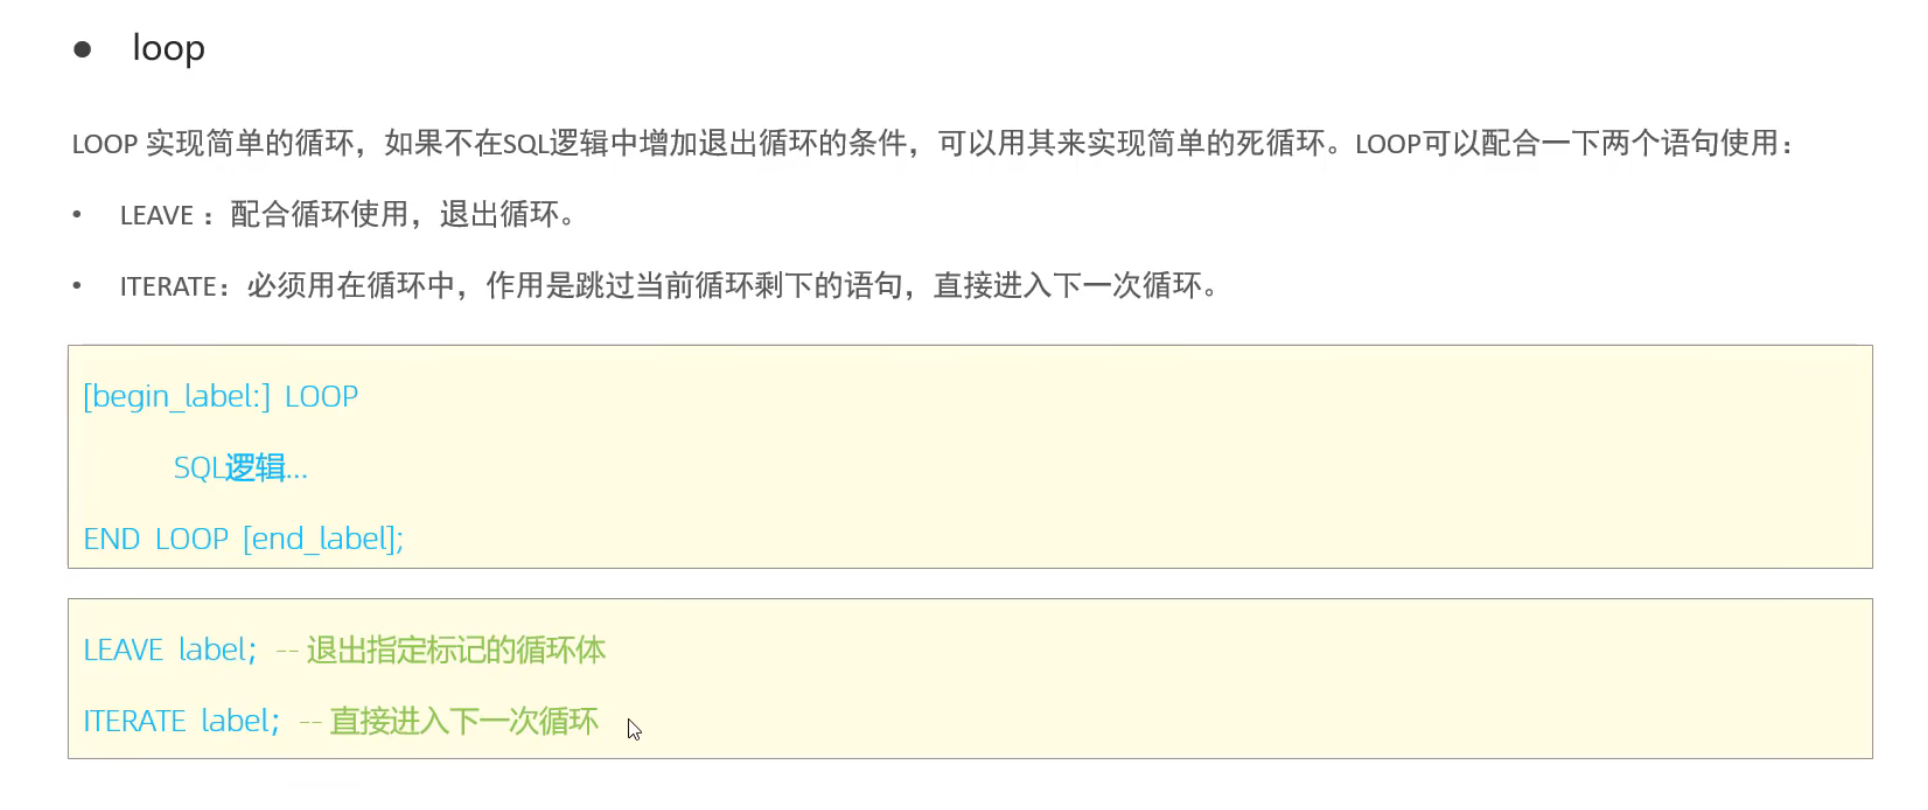 ● loop
LOOP 实现简单的循环，如果不在SQL逻辑中增加退出循环的条件，可以用其来实现简单的死循环。LOOP可以配合一下两个语句使用：
• LEAVE ：配合循环使用，退出循环。
• ITERATE：必须用在循环中，作用是跳过当前循环剩下的语句，直接进入下一次循环。
[begin_label:] LOOP
SQL逻辑...
END LOOP [end_label];
LEAVE label； -- 退出指定标记的循环体
ITERATE label； -- 直接进入下一次循环